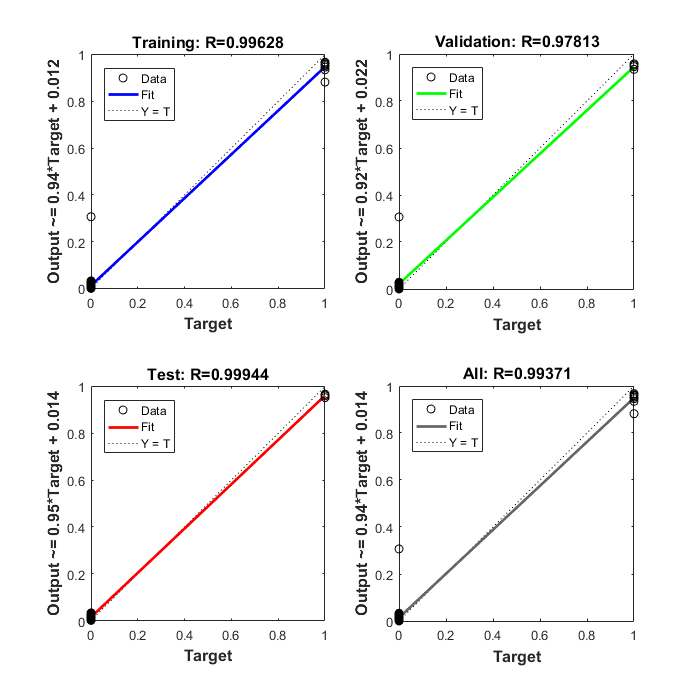 Training: R=0.99628
Output ~= 0.94*Target + 0.012
1
0.8
0.6
0.4
0.2
0
Data
Fit
Y = T
0 0.2 0.4 0.6 0.8 1
Target
Validation: R=0.97813
Output ~= 0.92*Target + 0.022
1
0.8
0.6
0.4
0.2
0
Data
Fit
Y = T
0 0.2 0.4 0.6 0.8 1
Target
Test: R=0.99944
Output ~= 0.95*Target + 0.014
1
0.8
0.6
0.4
0.2
0
Data
Fit
Y = T
0 0.2 0.4 0.6 0.8 1
Target
All: R=0.99371
Output ~= 0.94*Target + 0.014
1
0.8
0.6
0.4
0.2
0
Data
Fit
Y = T
0 0.2 0.4 0.6 0.8 1
Target